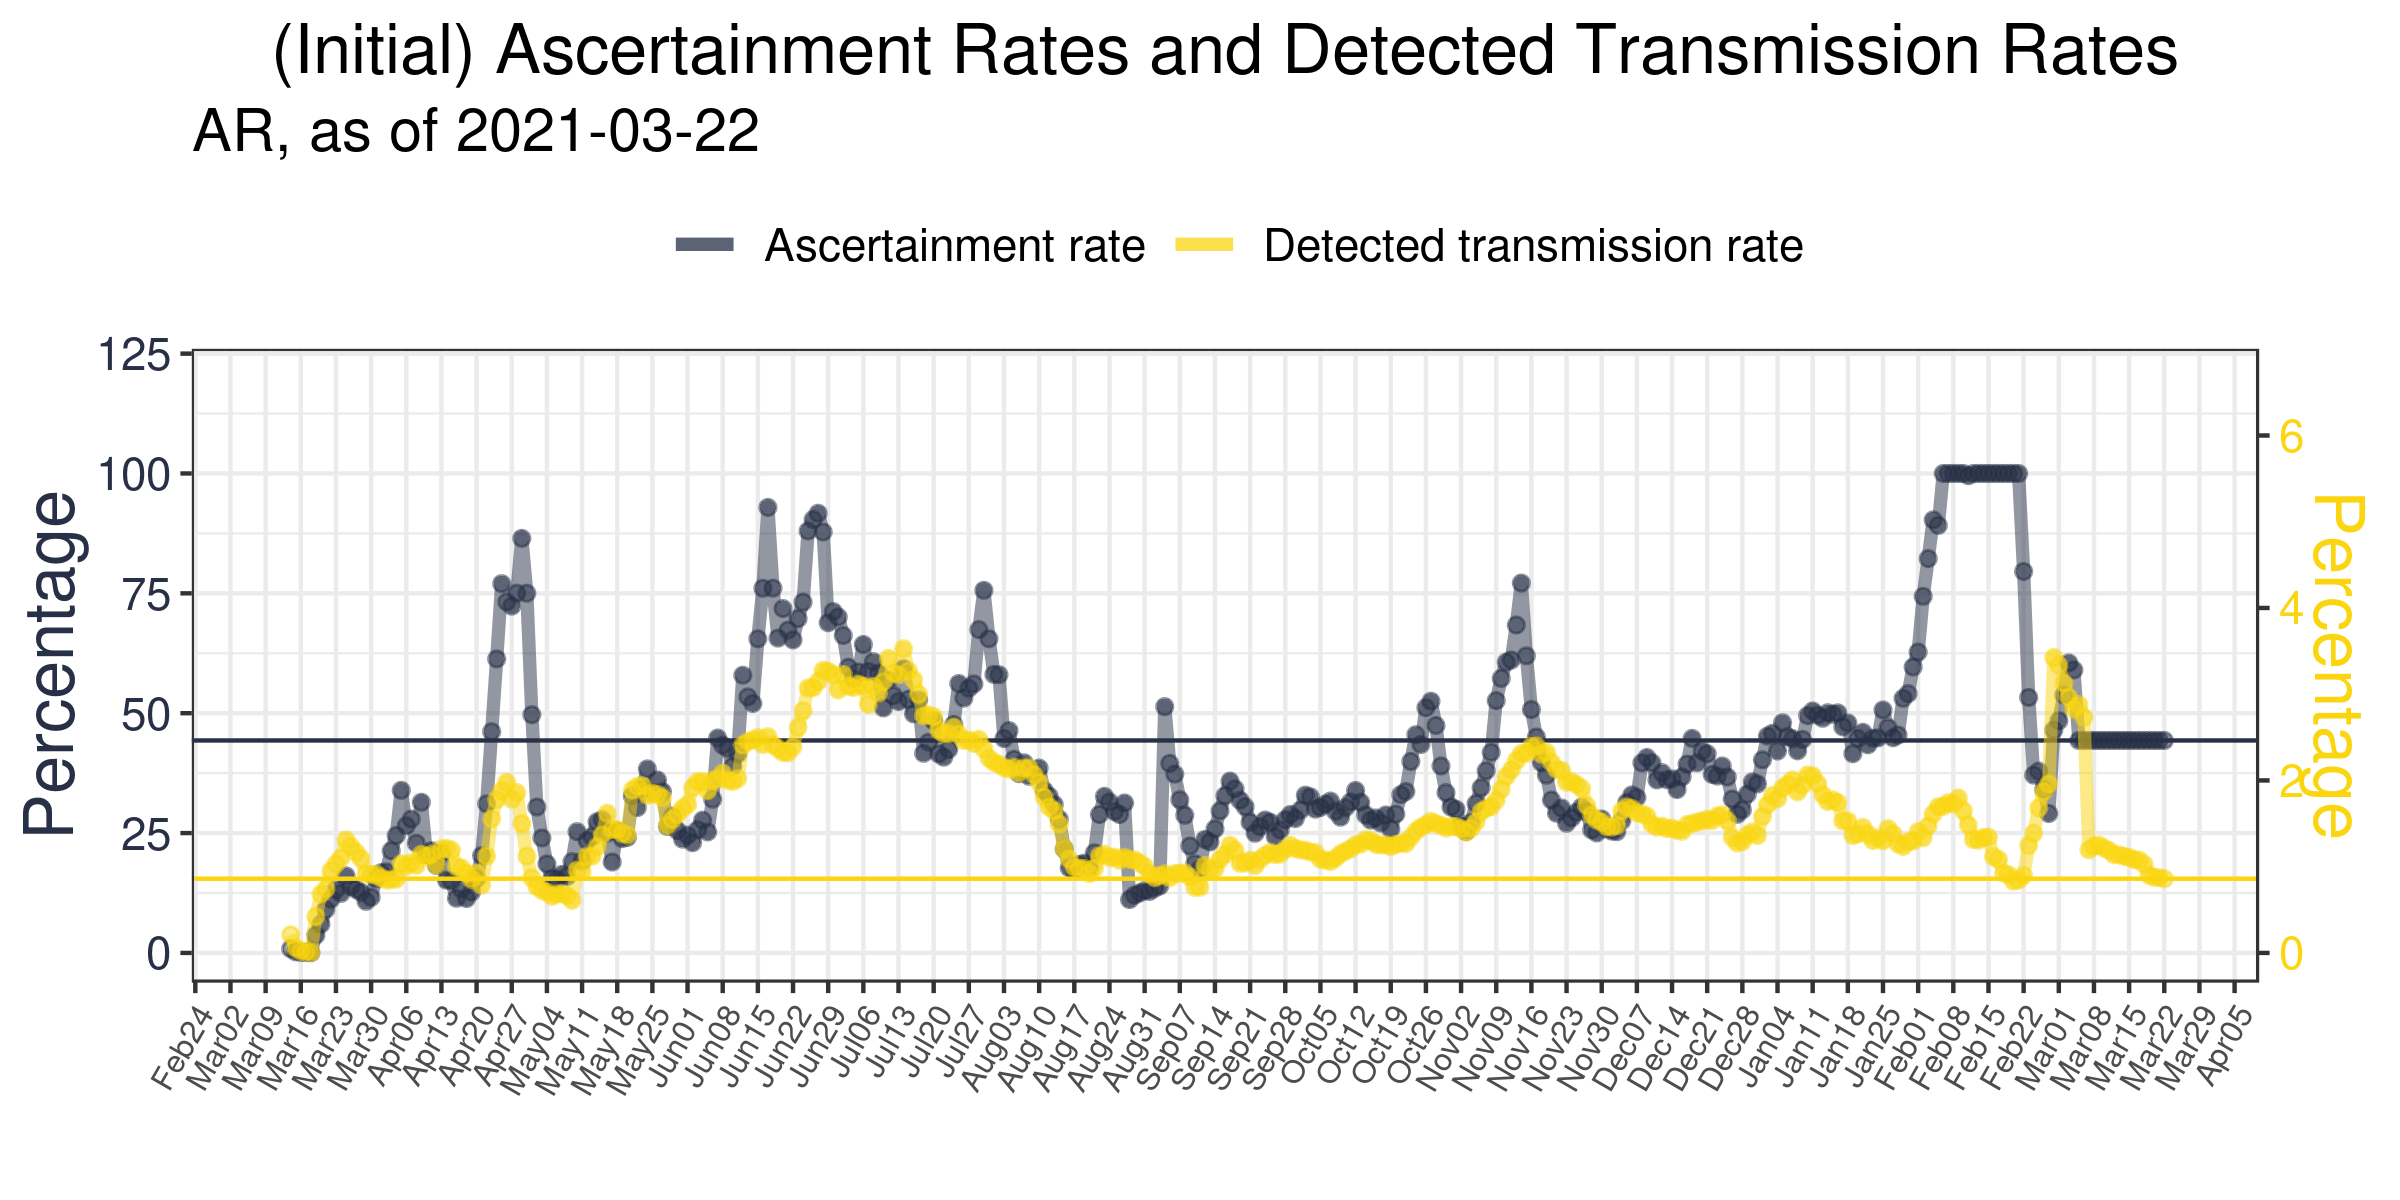 (Initial) Ascertainment Rates and Detected Transmission Rates
AR, as of 2021-03-22
Ascertainment rate
Detected transmission rate
Percentage
125
100
75
50
25
0
6
4
2
0
Percentage
Feb24
Mar02
Mar09
Mar16
Mar23
Mar30
Apr06
Apr13
Apr20
Apr27
May04
May11
May18
May25
Jun01
Jun08
Jun15
Jun22
Jun29
Jul06
Jul13
Jul20
Jul27
Aug03
Aug10
Aug17
Aug24
Aug31
Sep07
Sep14
Sep21
Sep28
Oct05
Oct12
Oct19
Oct26
Nov02
Nov09
Nov16
Nov23
Nov30
Dec07
Dec14
Dec21
Dec28
Jan04
Jan11
Jan18
Jan25
Feb01
Feb08
Feb15
Feb22
Mar01
Mar08
Mar15
Mar22
Mar29
Apr05